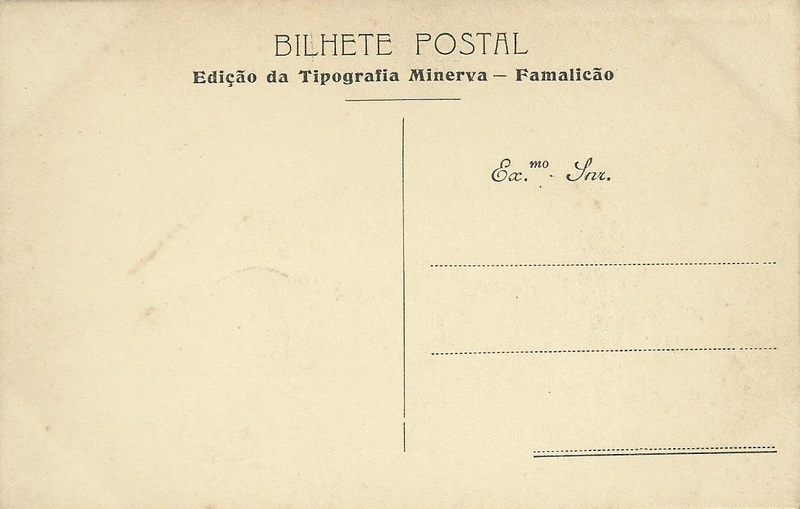 BILHETE POSTAL
Edição da Tipografia Minerva — Famalicão
Ex.mo Snr.